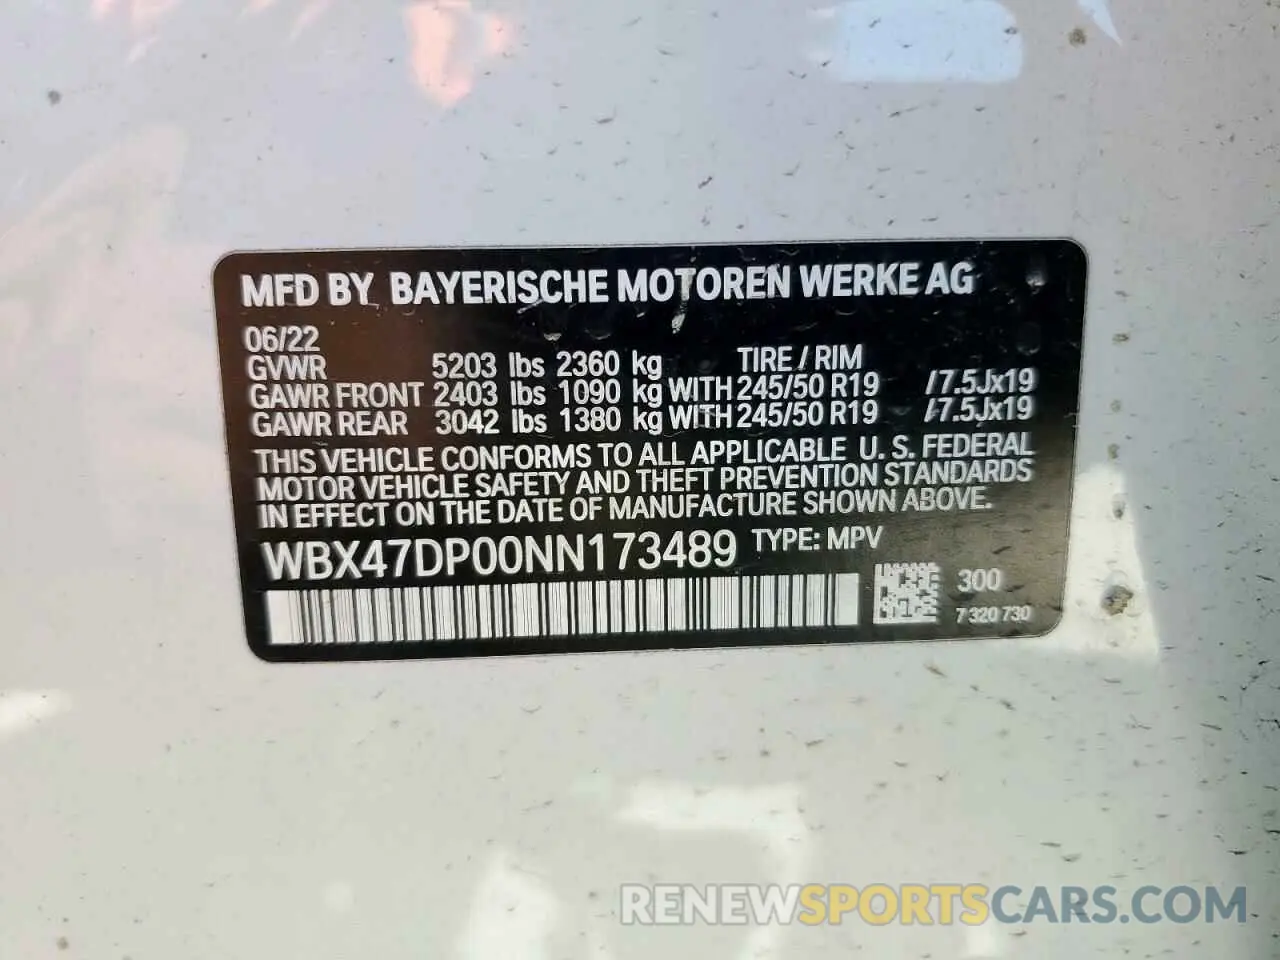 MFD BY BAYERISCHE MOTOREN WERKE AG
06/22
GVWR 5203 lbs 2360 kg TIRE / RIM
GAWR FRONT 2403 lbs 1090 kg WITH 245/50 R19 /7.5Jx19
GAWR REAR 3042 lbs 1380 kg WITH 245/50 R19 /7.5Jx19
THIS VEHICLE CONFORMS TO ALL APPLICABLE U. S. FEDERAL
MOTOR VEHICLE SAFETY AND THEFT PREVENTION STANDARDS
IN EFFECT ON THE DATE OF MANUFACTURE SHOWN ABOVE.
WBX47DP00NN173489 TYPE: MPV
300
7 320 730
RENEWSPORTSCARS.COM